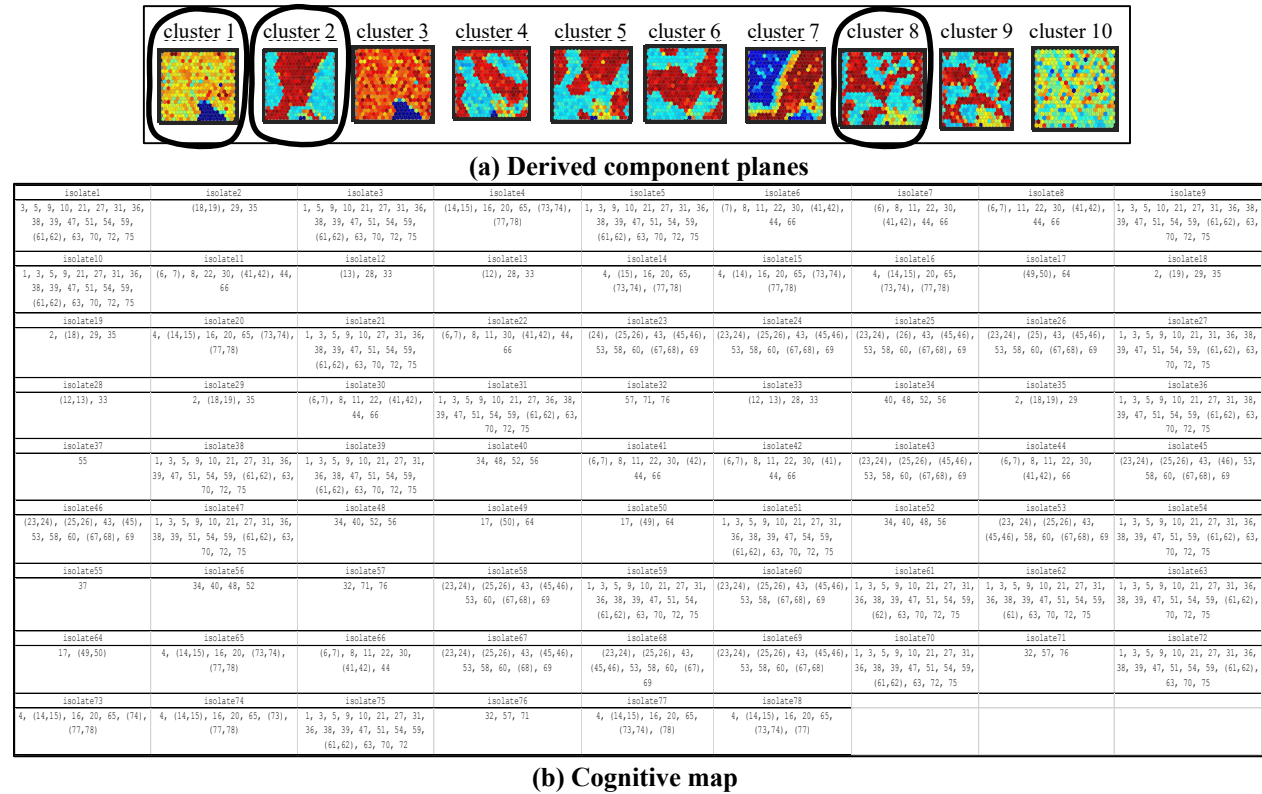 cluster 1
cluster 2
cluster 3
cluster 4
cluster 5
cluster 6
cluster 7
cluster 8
cluster 9
cluster 10
(a) Derived component planes
isolate1
3, 5, 9, 10, 21, 27, 31, 36,
38, 39, 47, 51, 54, 59,
(61,62), 63, 70, 72, 75
isolate2
(18,19), 29, 35
isolate3
1, 5, 9, 10, 21, 27, 31, 36,
38, 39, 47, 51, 54, 59,
(61,62), 63, 70, 72, 75
isolate4
(14,15), 16, 20, 65, (73,74),
(77,78)
isolate5
1, 3, 9, 10, 21, 27, 31, 36,
38, 39, 47, 51, 54, 59,
(61,62), 63, 70, 72, 75
isolate6
(7), 8, 11, 22, 30, (41,42),
44, 66
isolate7
(6), 8, 11, 22, 30,
(41,42), 44, 66
isolate8
(6,7), 11, 22, 30, (41,42),
44, 66
isolate9
1, 3, 5, 10, 21, 27, 31, 36, 38,
39, 47, 51, 54, 59, (61,62), 63,
70, 72, 75
isolate10
1, 3, 5, 9, 21, 27, 31, 36,
38, 39, 47, 51, 54, 59,
(61,62), 63, 70, 72, 75
isolate11
(6, 7), 8, 22, 30, (41,42), 44,
66
isolate12
(13), 28, 33
isolate13
(12), 28, 33
isolate14
4, (15), 16, 20, 65,
(73,74), (77,78)
isolate15
4, (14), 16, 20, 65, (73,74),
(77,78)
isolate16
4, (14,15), 20, 65,
(73,74), (77,78)
isolate17
(49,50), 64
isolate18
2, (19), 29, 35
isolate19
2, (18), 29, 35
isolate20
4, (14,15), 16, 65, (73,74),
(77,78)
isolate21
1, 3, 5, 9, 10, 27, 31, 36,
38, 39, 47, 51, 54, 59,
(61,62), 63, 70, 72, 75
isolate22
(6,7), 8, 11, 30, (41,42), 44,
66
isolate23
(24), (25,26), 43, (45,46),
53, 58, 60, (67,68), 69
isolate24
(23,24), (25,26), 43, (45,46),
53, 58, 60, (67,68), 69
isolate25
(23,24), (26), 43, (45,46),
53, 58, 60, (67,68), 69
isolate26
(23,24), (25), 43, (45,46),
53, 58, 60, (67,68), 69
isolate27
1, 3, 5, 9, 10, 21, 31, 36, 38,
39, 47, 51, 54, 59, (61,62), 63,
70, 72, 75
isolate28
(12,13), 33
isolate29
2, (18,19), 35
isolate30
(6,7), 8, 11, 22, (41,42),
44, 66
isolate31
1, 3, 5, 9, 10, 21, 27, 36, 38,
39, 47, 51, 54, 59, (61,62), 63,
70, 72, 75
isolate32
57, 71, 76
isolate33
(12, 13), 28, 33
isolate34
40, 48, 52, 56
isolate35
2, (18,19), 29
isolate36
1, 3, 5, 9, 10, 21, 27, 31, 38,
39, 47, 51, 54, 59, (61,62), 63,
70, 72, 75
isolate37
55
isolate38
1, 3, 5, 9, 10, 21, 27, 31, 36,
39, 47, 51, 54, 59, (61,62), 63,
70, 72, 75
isolate39
1, 3, 5, 9, 10, 21, 27, 31,
36, 38, 47, 51, 54, 59,
(61,62), 63, 70, 72, 75
isolate40
34, 48, 52, 56
isolate41
(6,7), 8, 11, 22, 30, (42),
44, 66
isolate42
(6,7), 8, 11, 22, 30, (41),
44, 66
isolate43
(23,24), (25,26), (45,46),
53, 58, 60, (67,68), 69
isolate44
(6,7), 8, 11, 22, 30,
(41,42), 66
isolate45
(23,24), (25,26), 43, (46), 53,
58, 60, (67,68), 69
isolate46
(23,24), (25,26), 43, (45),
53, 58, 60, (67,68), 69
isolate47
1, 3, 5, 9, 10, 21, 27, 31, 36,
38, 39, 51, 54, 59, (61,62), 63,
70, 72, 75
isolate48
34, 40, 52, 56
isolate49
17, (50), 64
isolate50
17, (49), 64
isolate51
1, 3, 5, 9, 10, 21, 27, 31,
36, 38, 39, 47, 54, 59,
(61,62), 63, 70, 72, 75
isolate52
34, 40, 48, 56
isolate53
(23, 24), (25,26), 43,
(45,46), 58, 60, (67,68), 69
isolate54
1, 3, 5, 9, 10, 21, 27, 31, 36,
38, 39, 47, 51, 59, (61,62), 63,
70, 72, 75
isolate55
37
isolate56
34, 40, 48, 52
isolate57
32, 71, 76
isolate58
(23,24), (25,26), 43, (45,46),
53, 60, (67,68), 69
isolate59
1, 3, 5, 9, 10, 21, 27, 31,
36, 38, 39, 47, 51, 54,
(61,62), 63, 70, 72, 75
isolate60
(23,24), (25,26), 43, (45,46),
53, 58, (67,68), 69
isolate61
1, 3, 5, 9, 10, 21, 27, 31,
36, 38, 39, 47, 51, 54, 59,
(62), 63, 70, 72, 75
isolate62
1, 3, 5, 9, 10, 21, 27, 31,
36, 38, 39, 47, 51, 54, 59,
(61), 63, 70, 72, 75
isolate63
1, 3, 5, 9, 10, 21, 27, 31, 36,
38, 39, 47, 51, 54, 59, (61,62),
70, 72, 75
isolate64
17, (49,50)
isolate65
4, (14,15), 16, 20, (73,74),
(77,78)
isolate66
(6,7), 8, 11, 22, 30,
(41,42), 44
isolate67
(23,24), (25,26), 43, (45,46),
53, 58, 60, (68), 69
isolate68
(23,24), (25,26), 43,
(45,46), 53, 58, 60, (67),
69
isolate69
(23,24), (25,26), 43, (45,46),
53, 58, 60, (67,68)
isolate70
1, 3, 5, 9, 10, 21, 27, 31,
36, 38, 39, 47, 51, 54, 59,
(61,62), 63, 72, 75
isolate71
32, 57, 76
isolate72
1, 3, 5, 9, 10, 21, 27, 31, 36,
38, 39, 47, 51, 54, 59, (61,62),
63, 70, 75
isolate73
4, (14,15), 16, 20, 65, (74),
(77,78)
isolate74
4, (14,15), 16, 20, 65, (73),
(77,78)
isolate75
1, 3, 5, 9, 10, 21, 27, 31,
36, 38, 39, 47, 51, 54, 59,
(61,62), 63, 70, 72
isolate76
32, 57, 71
isolate77
4, (14,15), 16, 20, 65,
(73,74), (78)
isolate78
4, (14,15), 16, 20, 65,
(73,74), (77)
(b) Cognitive map